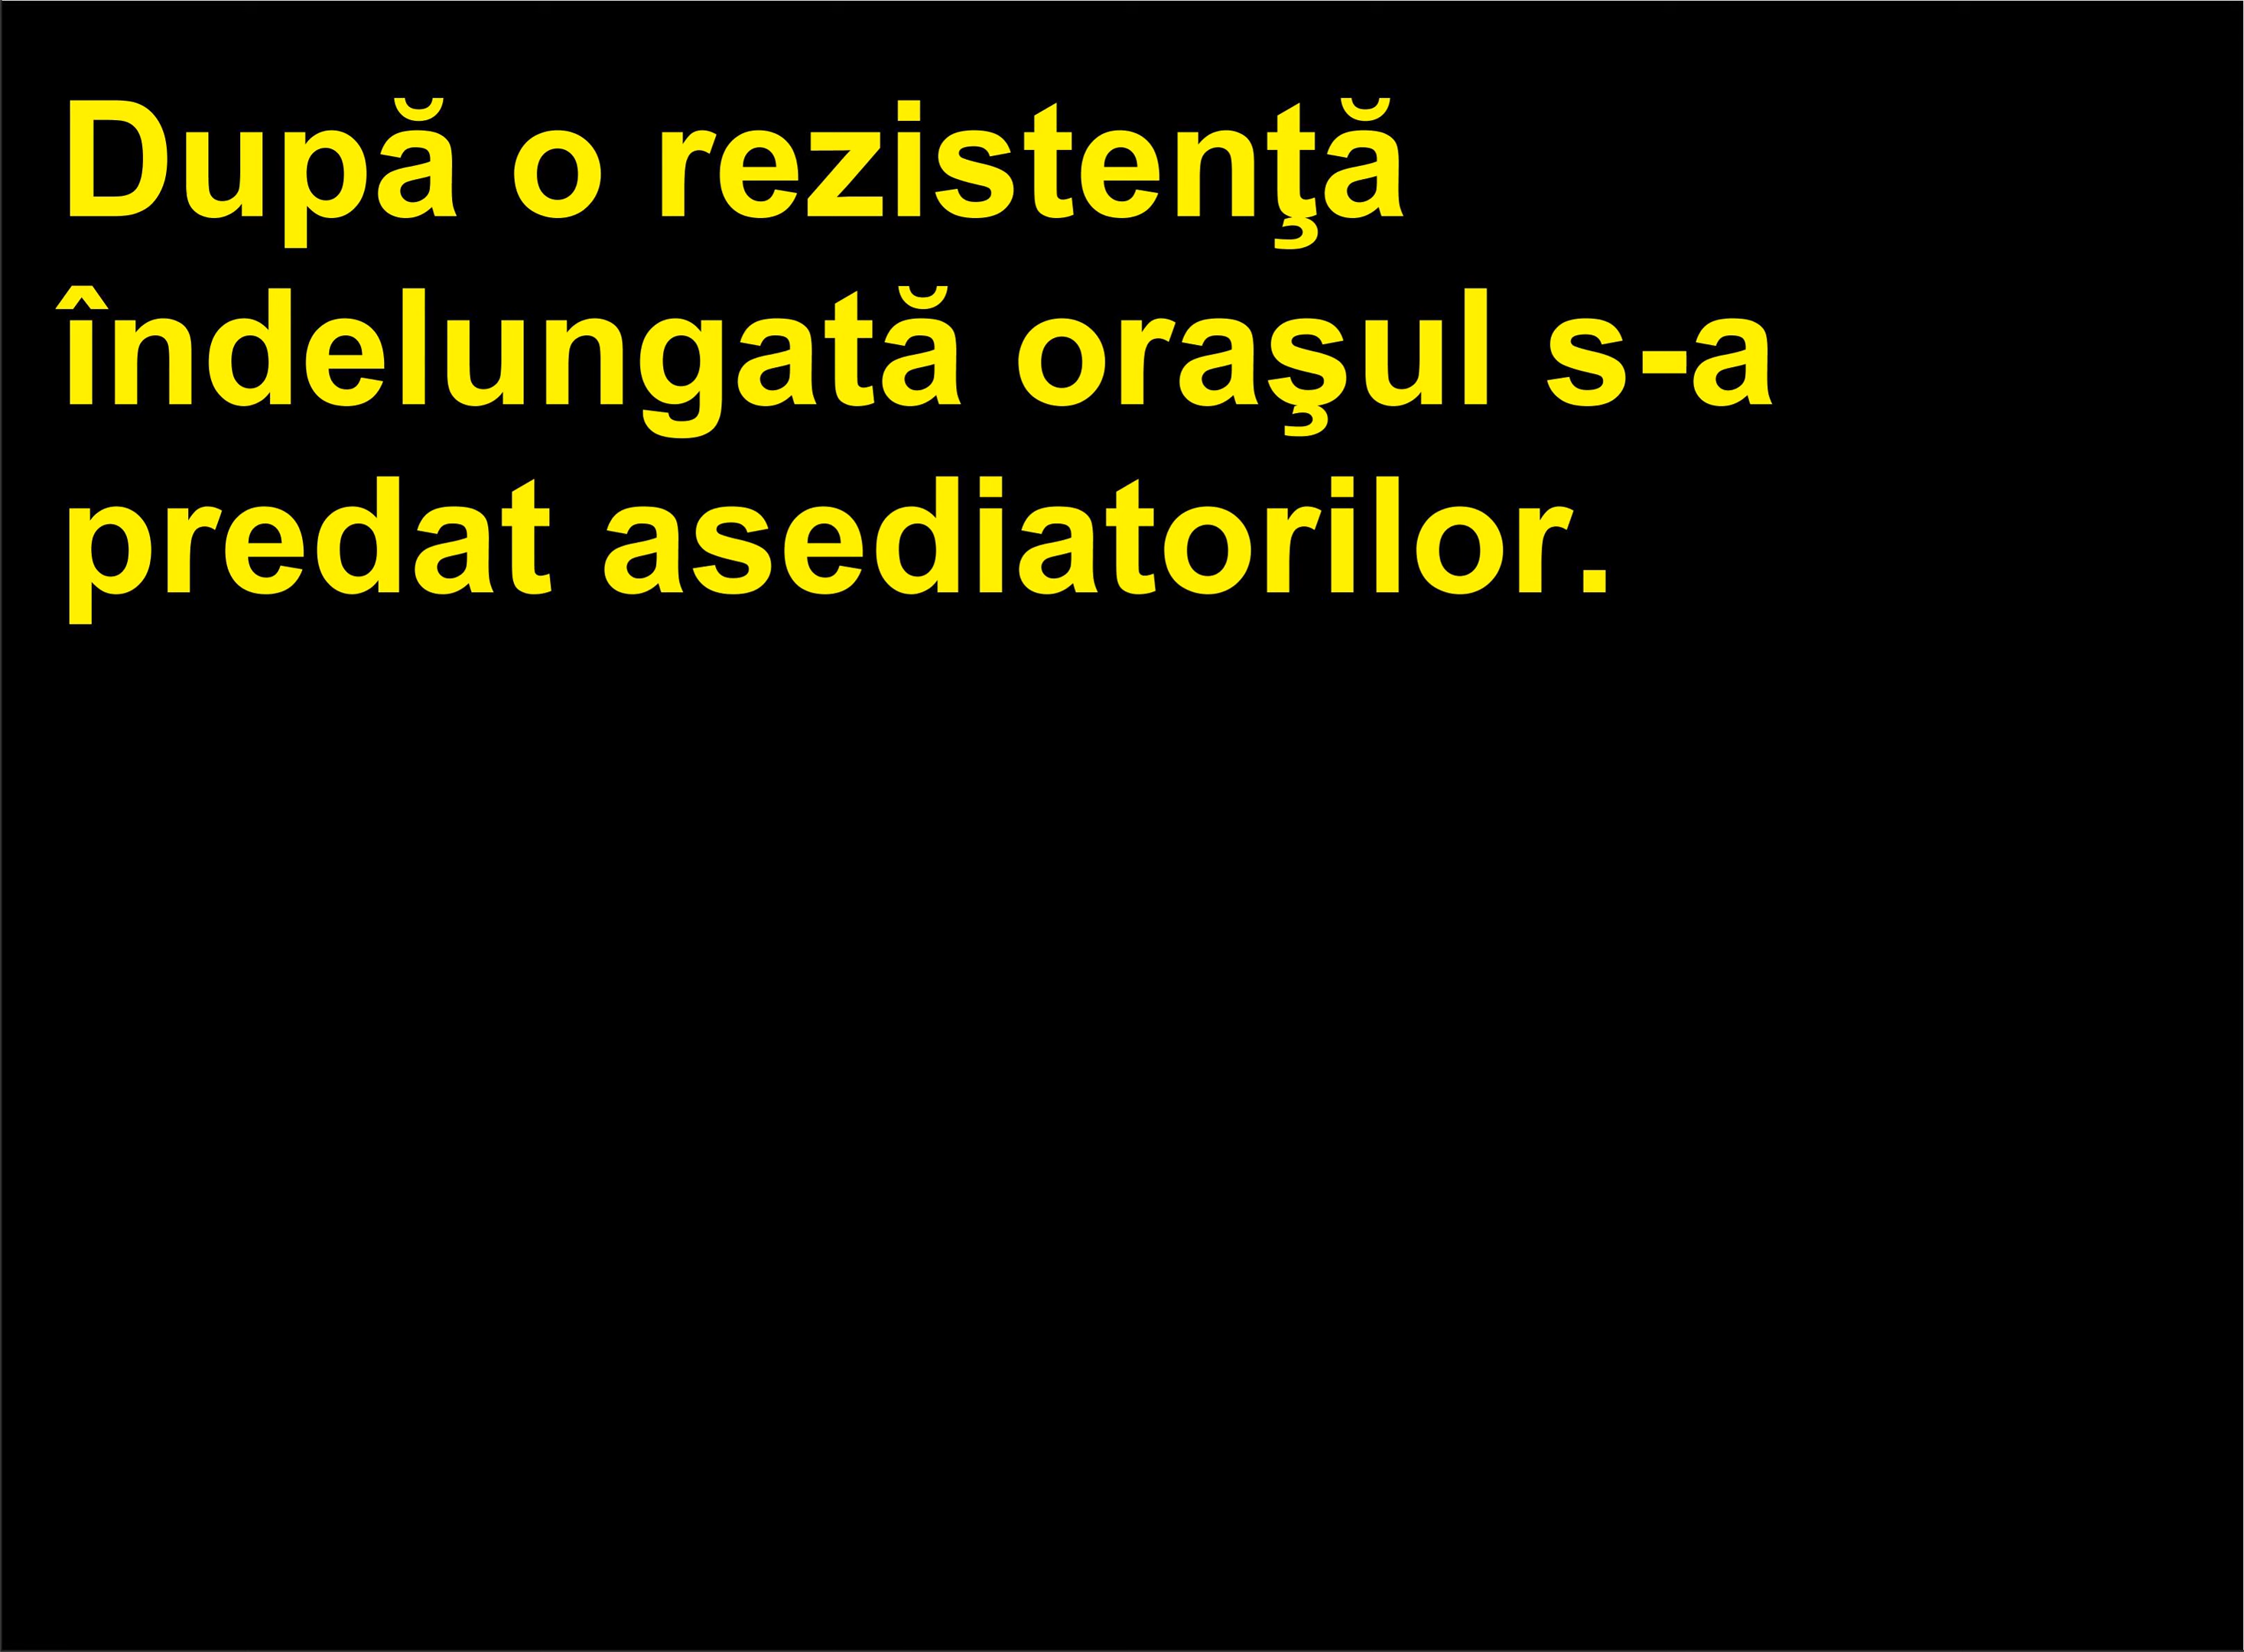 După o rezistenţă
îndelungată oraşul s-a
predat asediatorilor.